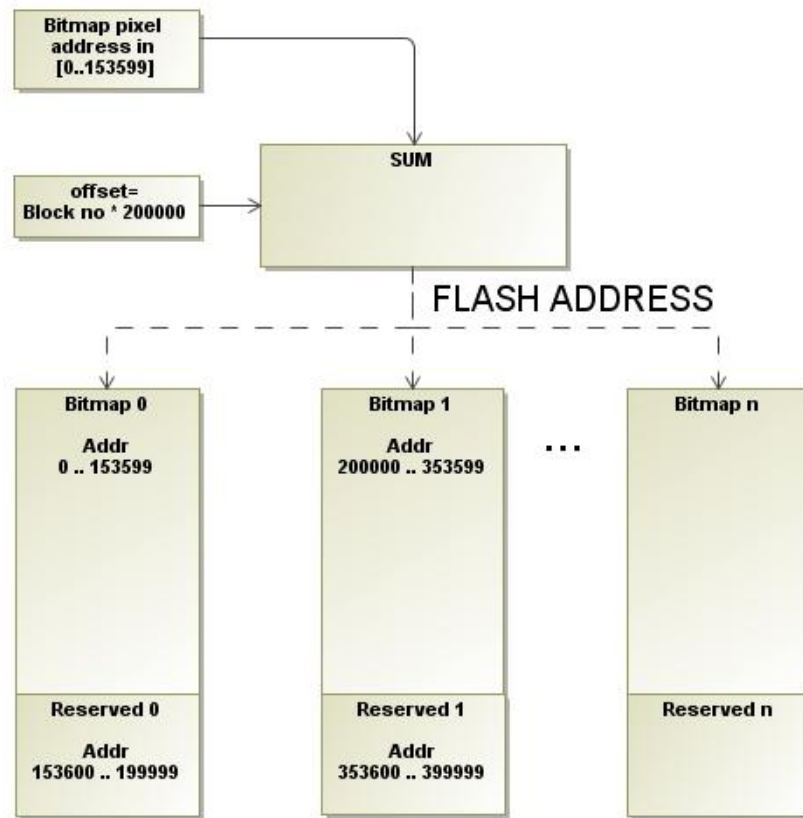 Bitmap pixel
address in
[0..153599]
offset=
Block no * 200000
SUM
FLASH ADDRESS
Bitmap 0
Addr
0 .. 153599
Bitmap 1
Addr
200000 .. 353599
...
Bitmap n
Reserved 0
Addr
153600 .. 199999
Reserved 1
Addr
353600 .. 399999
Reserved n